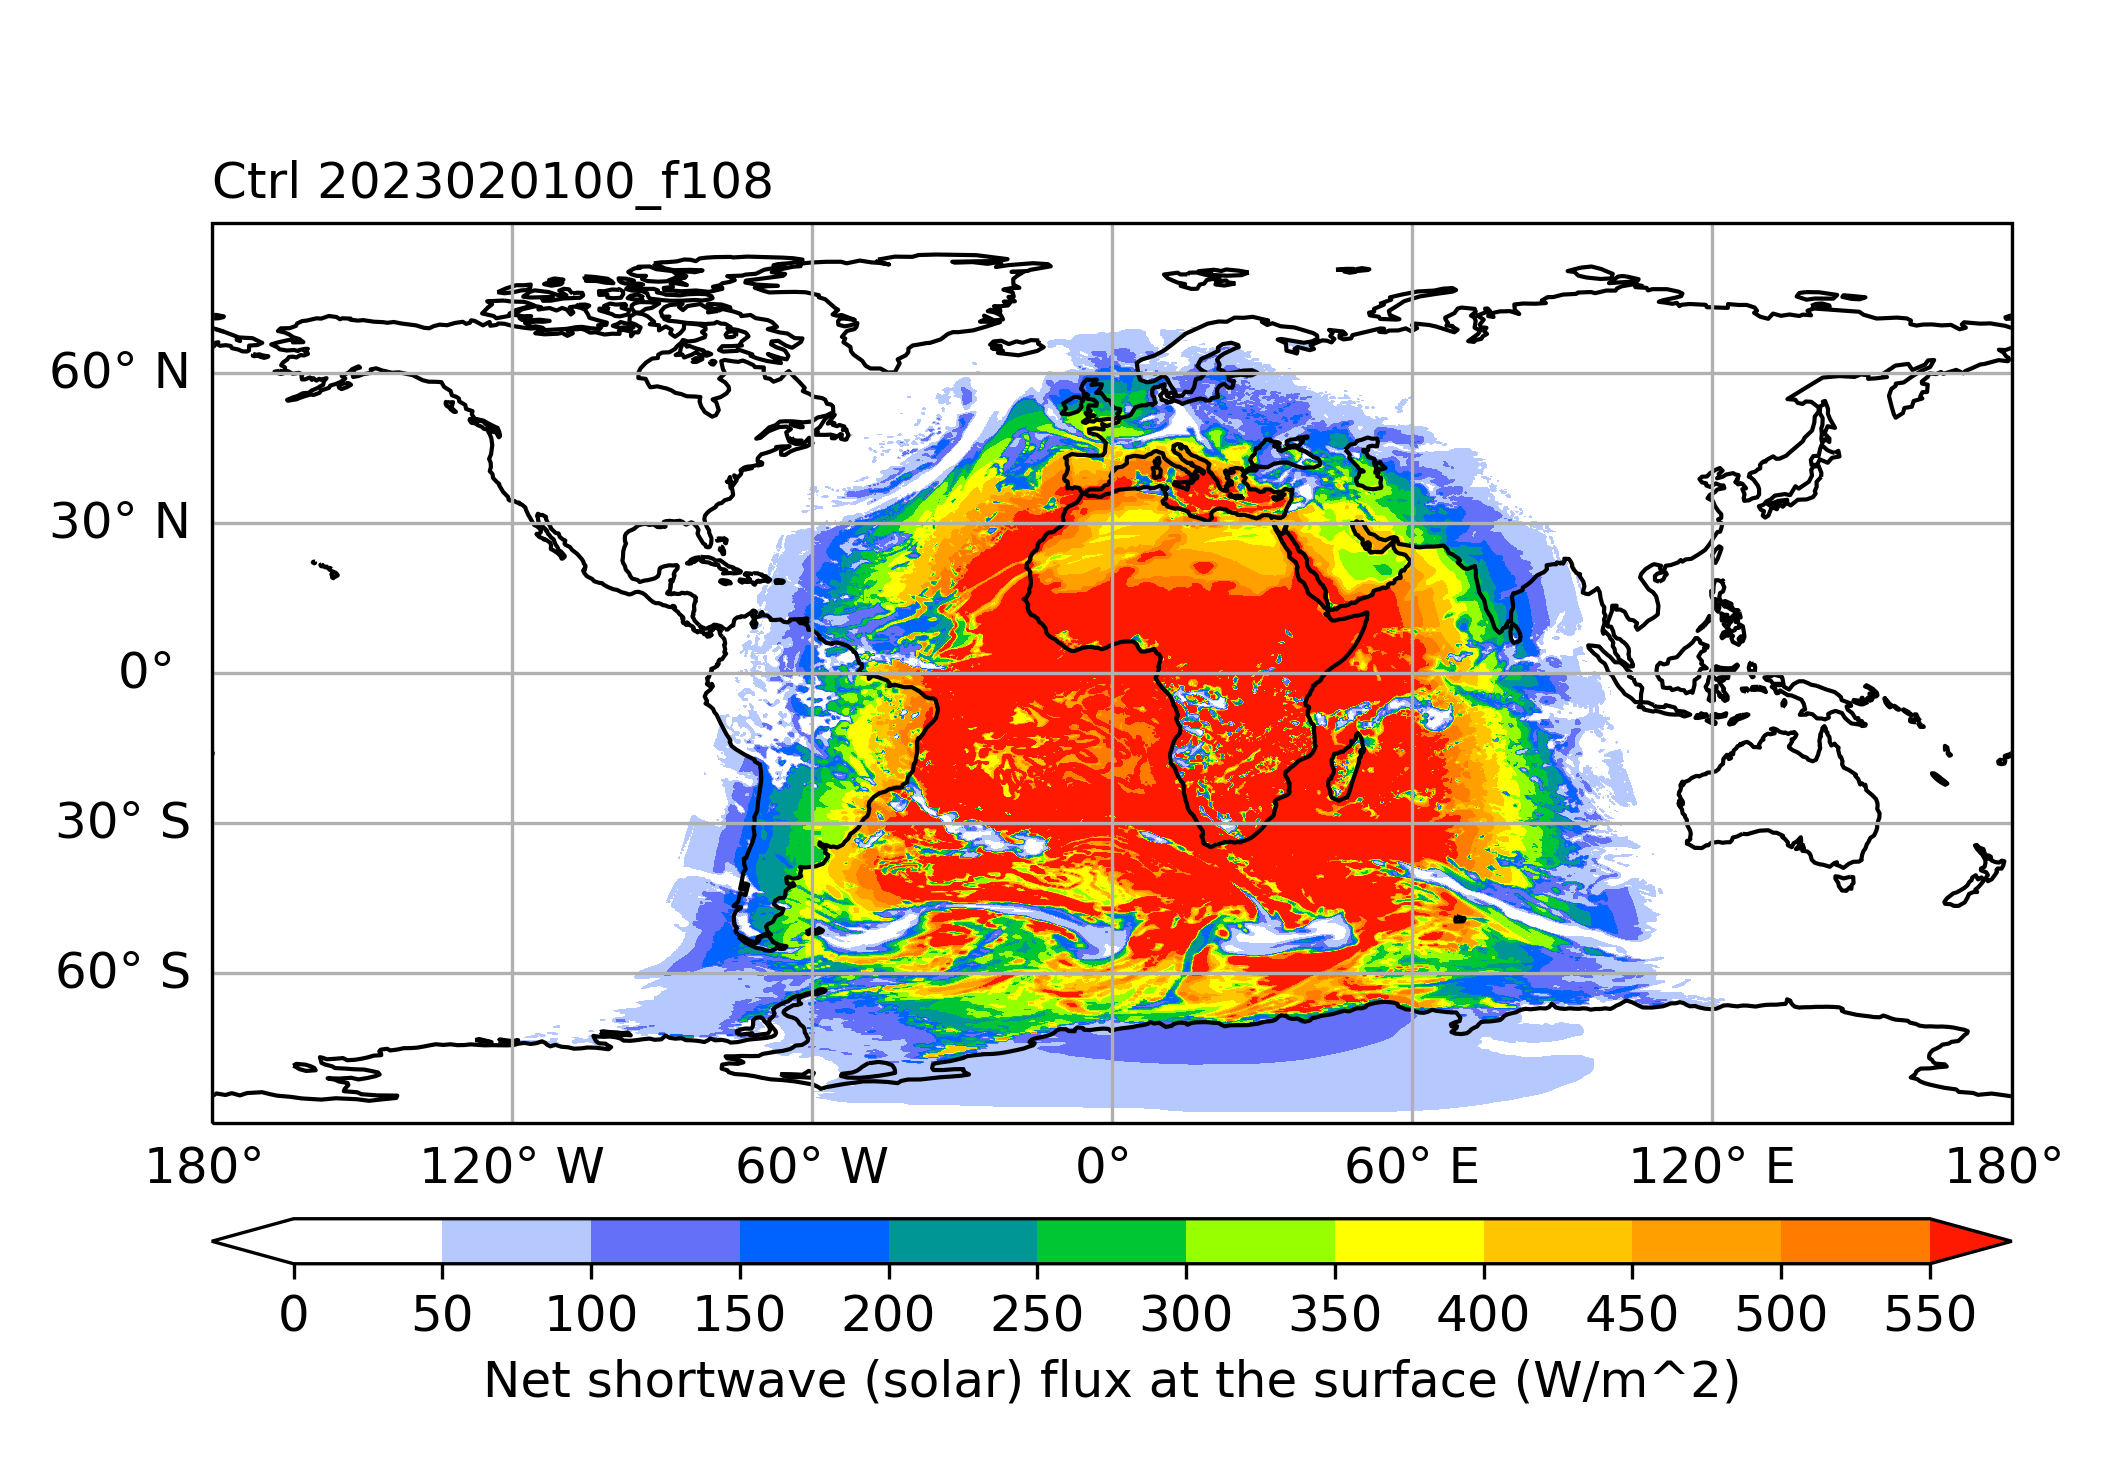 Ctrl 2023020100_f108
60° N
30° N
0°
30° S
60° S
180° 120° W 60° W 0° 60° E 120° E 180°
0 50 100 150 200 250 300 350 400 450 500 550
Net shortwave (solar) flux at the surface (W/m^2)